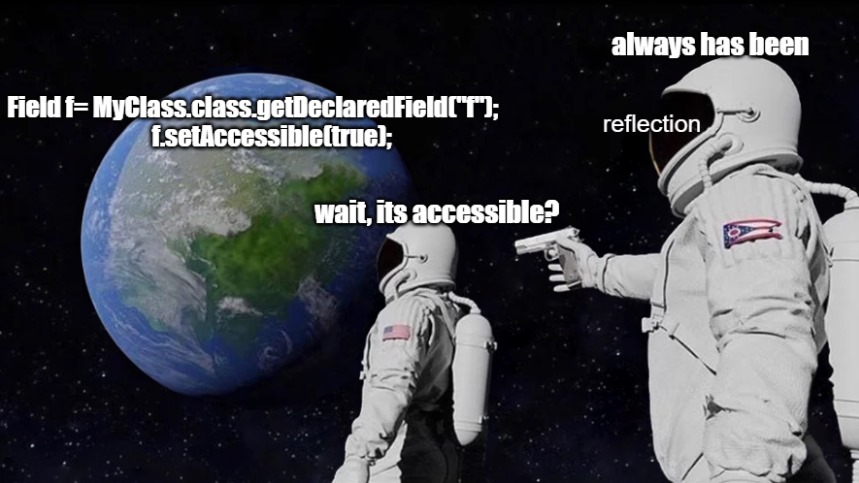 always has been
Field f= MyClass.class.getDeclaredField("f");
f.setAccessible(true);
reflection
wait, its accessible?